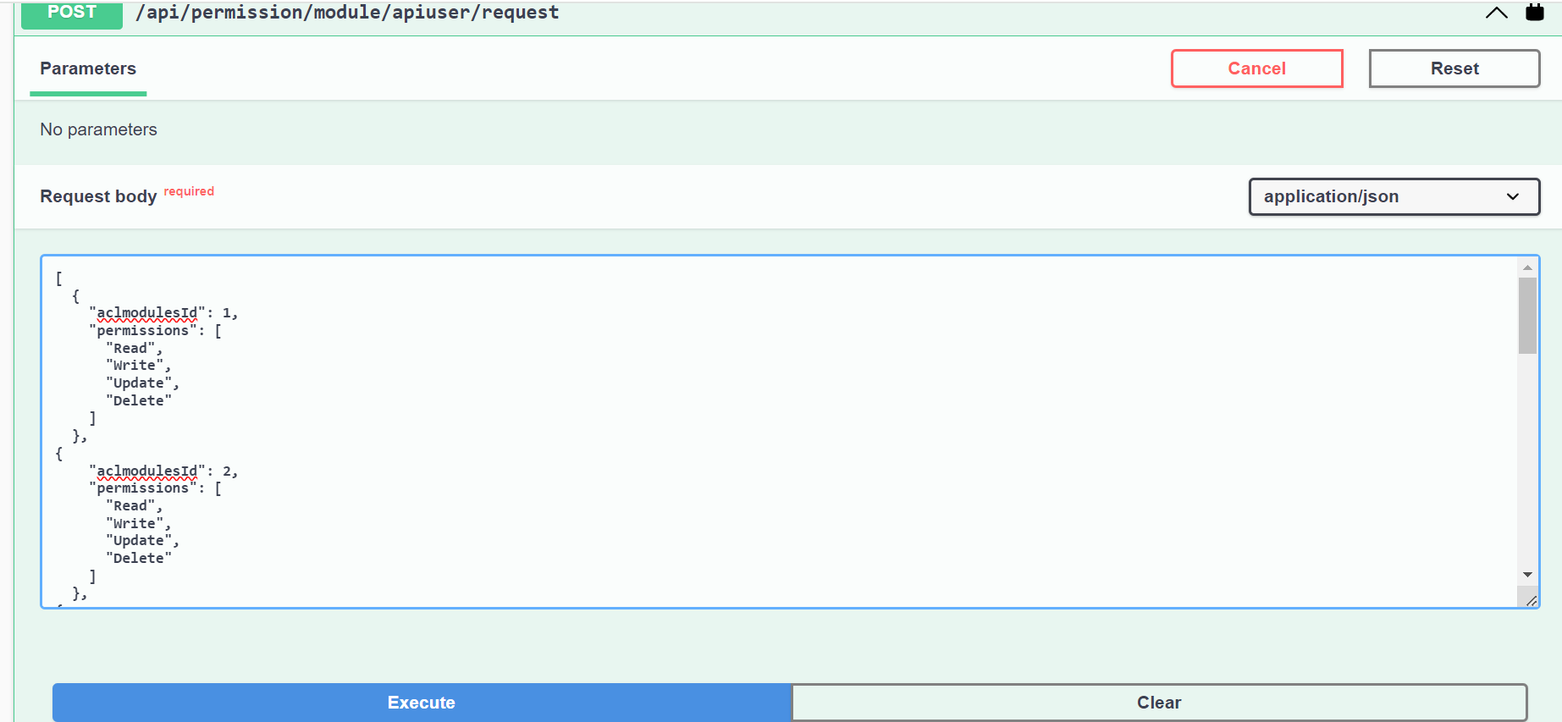 POST /api/permission/module/apiuser/request
Parameters
Cancel
Reset
No parameters
Request body required
application/json
[
{
"aclmodulesId": 1,
"permissions": [
"Read",
"Write",
"Update",
"Delete"
]
},
{
"aclmodulesId": 2,
"permissions": [
"Read",
"Write",
"Update",
"Delete"
]
},
Execute
Clear